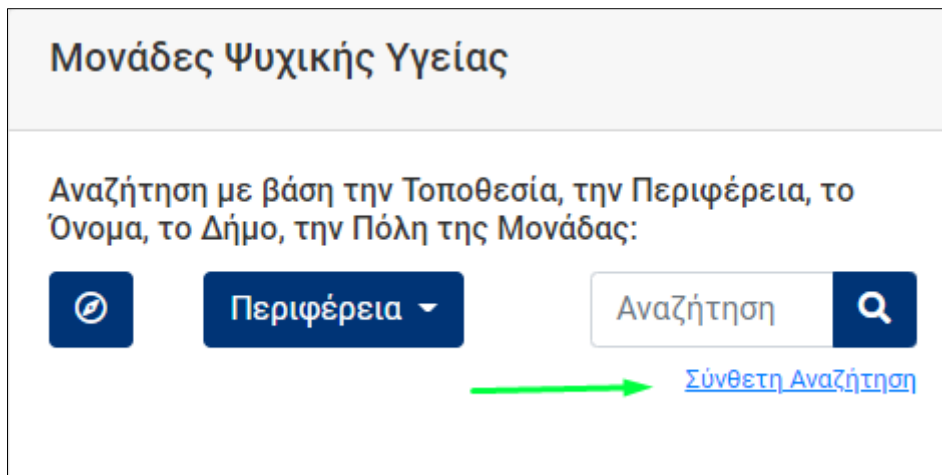 Μονάδες Ψυχικής Υγείας
Αναζήτηση με βάση την Τοποθεσία, την Περιφέρεια, το
Όνομα, το Δήμο, την Πόλη της Μονάδας:
Περιφέρεια
Αναζήτηση
Σύνθετη Αναζήτηση